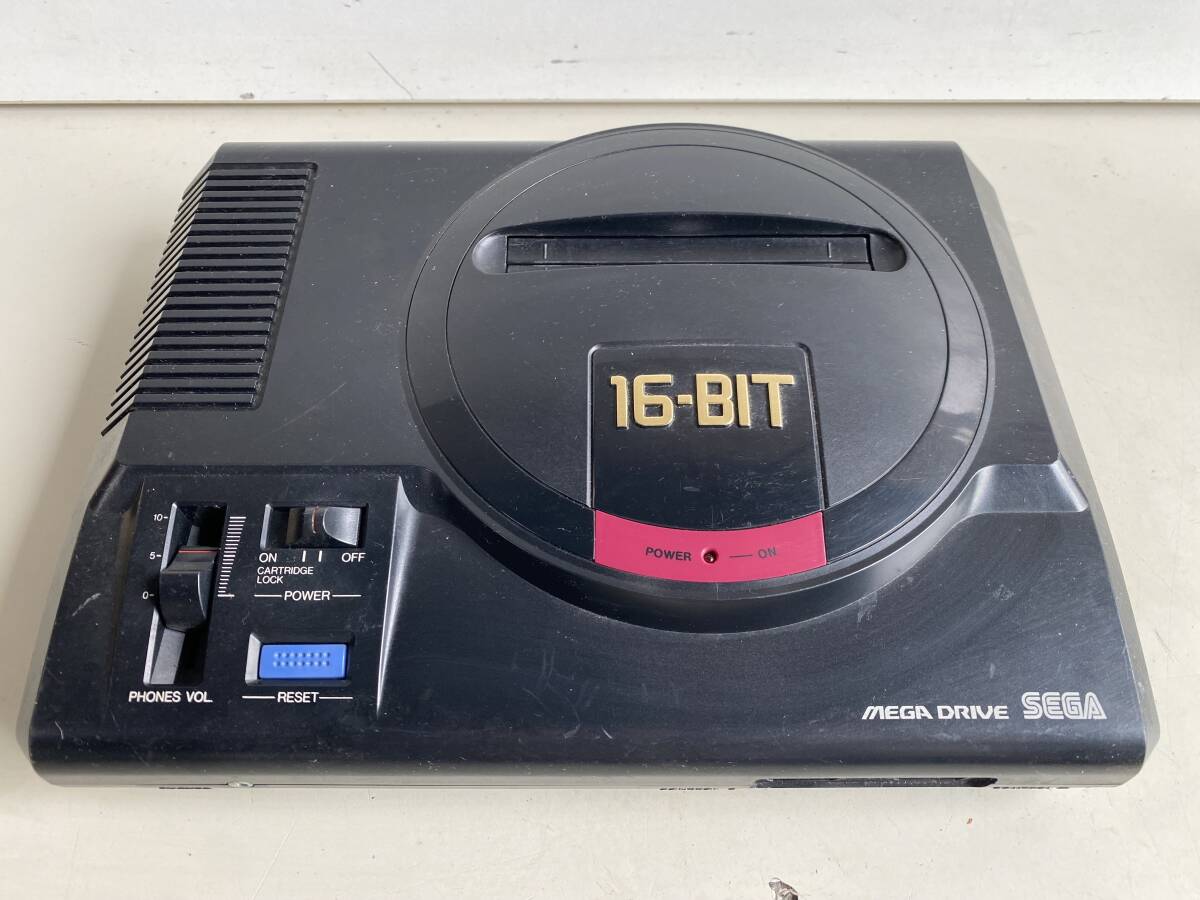 16-BIT
POWER ON
10
5
0
ON OFF
CARTRIDGE
LOCK
POWER
PHONES VOL.
RESET
MEGA DRIVE SEGA